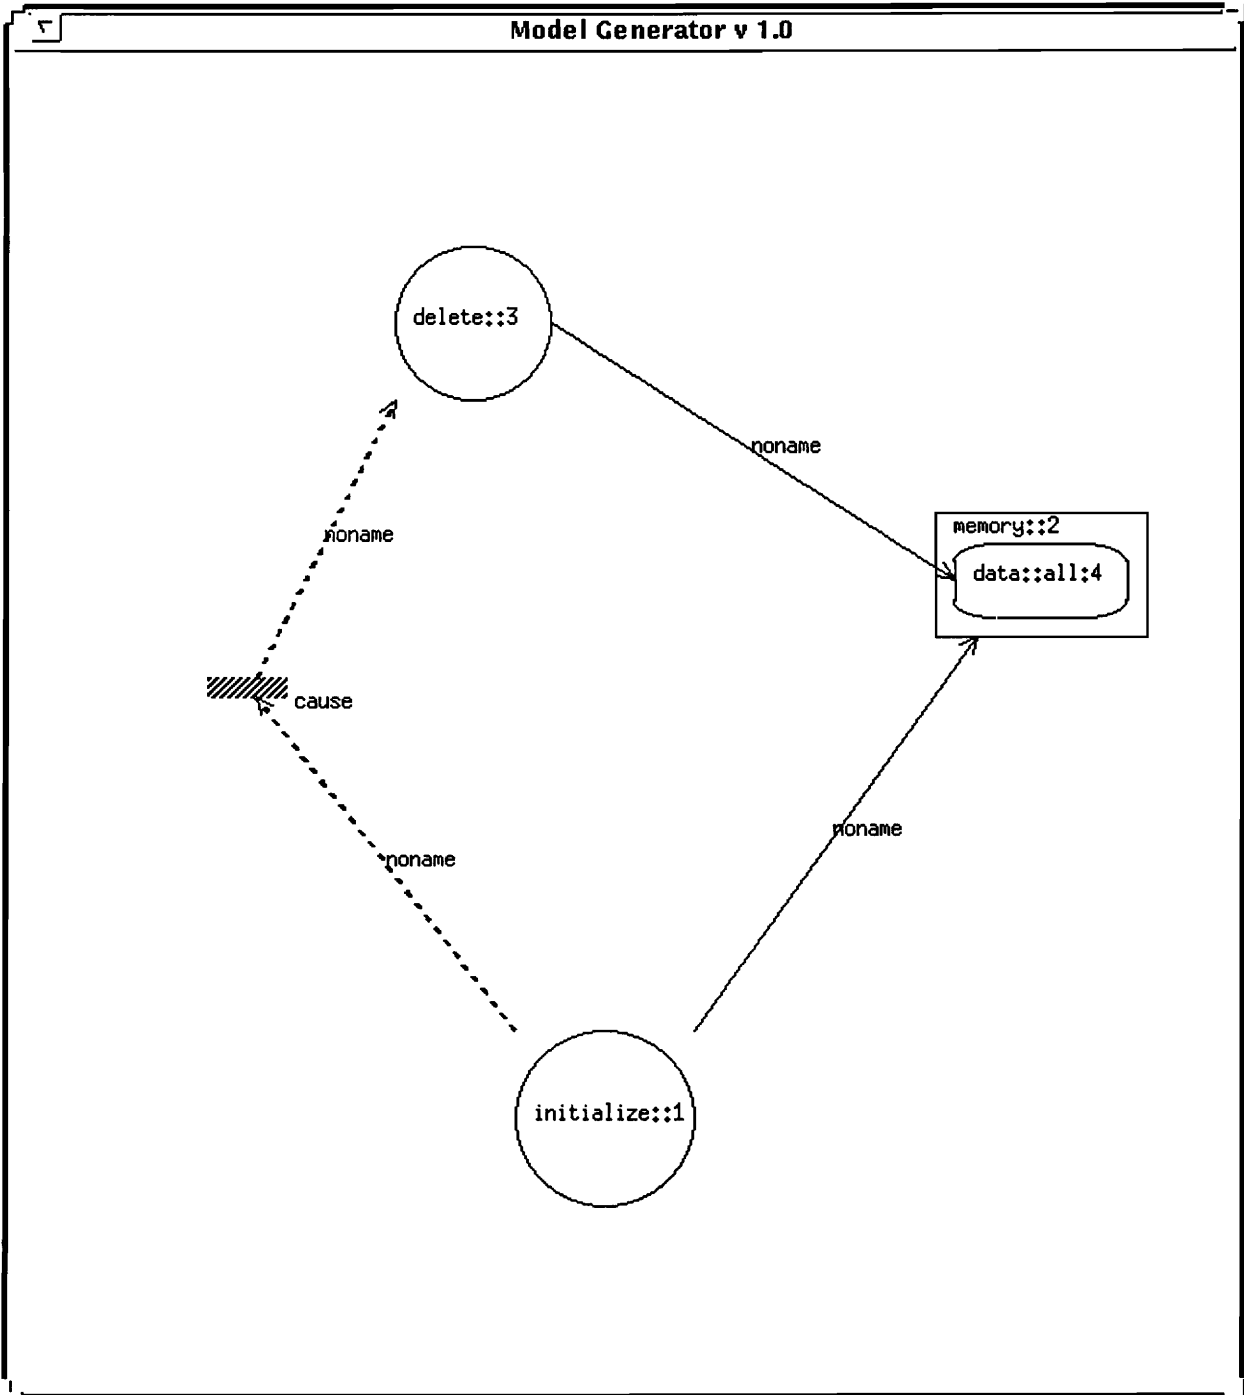 Model Generator v 1.0
delete::3
noname
memory::2
noname
data::all:4
cause
noname
noname
initialize::1